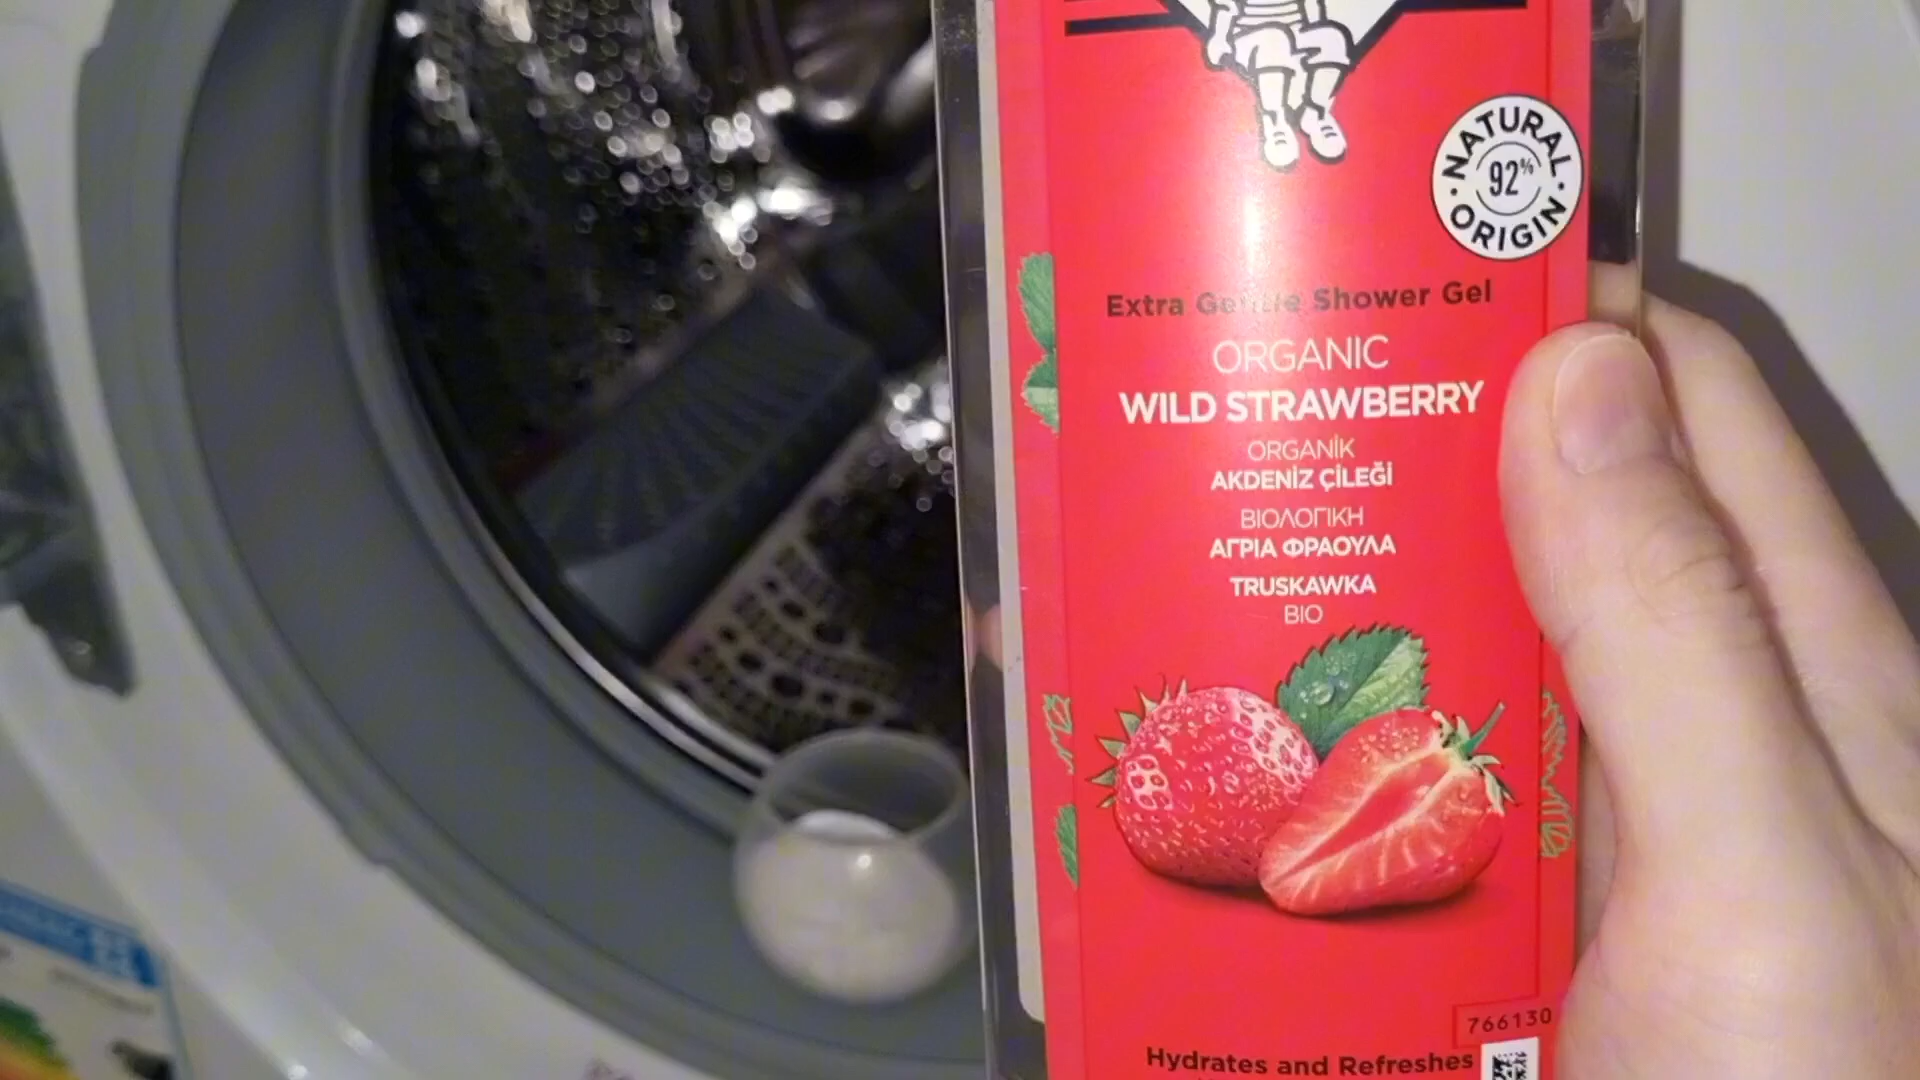 NATURAL
92%
ORIGIN
Extra Gentle Shower Gel
ORGANIC
WILD STRAWBERRY
ORGANİK
AKDENİZ ÇİLEĞİ
ΒΙΟΛΟΓΙΚΗ
ΑΓΡΙΑ ΦΡΑΟΥΛΑ
TRUSKAWKA
BIO
766130
Hydrates and Refreshes